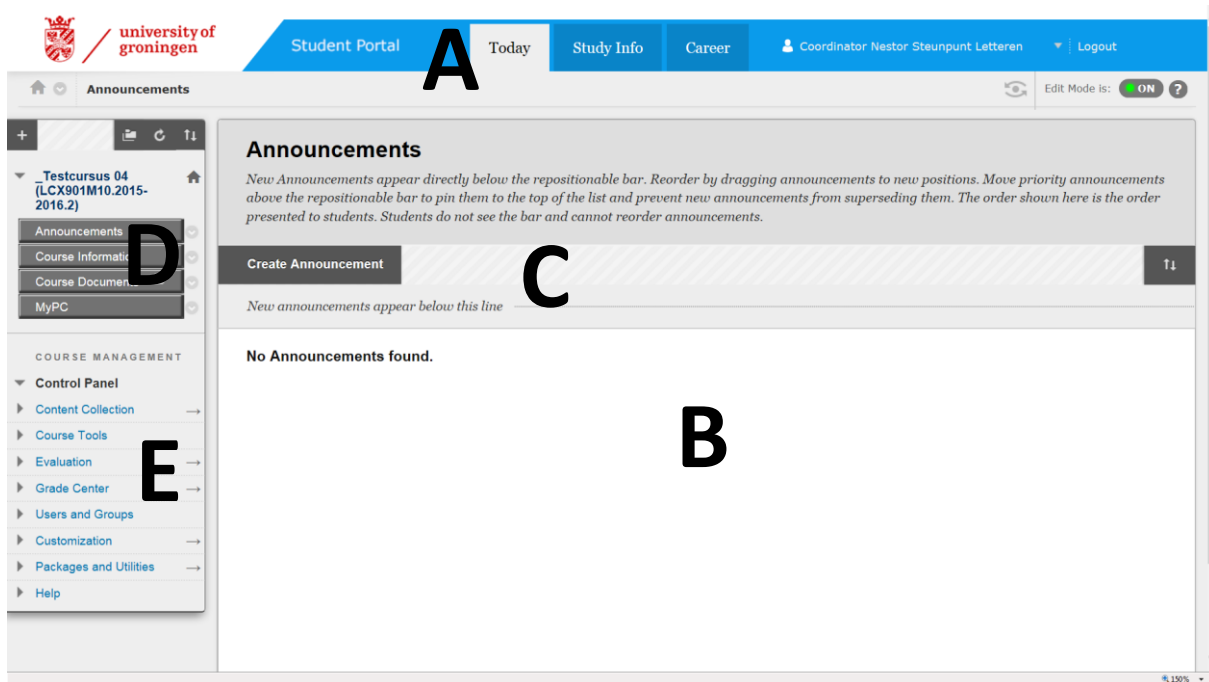 university of
groningen
Student Portal
A
Today
Study Info
Career
Coordinator Nestor Steunpunt Letteren
Logout
Announcements
Edit Mode is:
ON
?
+
_Testcursus 04
(LCX901M10.2015-
2016.2)
Announcements
Course Informatio
Course Documen
MyPC
D
COURSE MANAGEMENT
Control Panel
Content Collection
Course Tools
Evaluation
Grade Center
Users and Groups
Customization
Packages and Utilities
Help
E
Announcements
New Announcements appear directly below the repositionable bar. Reorder by dragging announcements to new positions. Move priority announcements
above the repositionable bar to pin them to the top of the list and prevent new announcements from superseding them. The order shown here is the order
presented to students. Students do not see the bar and cannot reorder announcements.
Create Announcement
C
New announcements appear below this line
No Announcements found.
B
150%